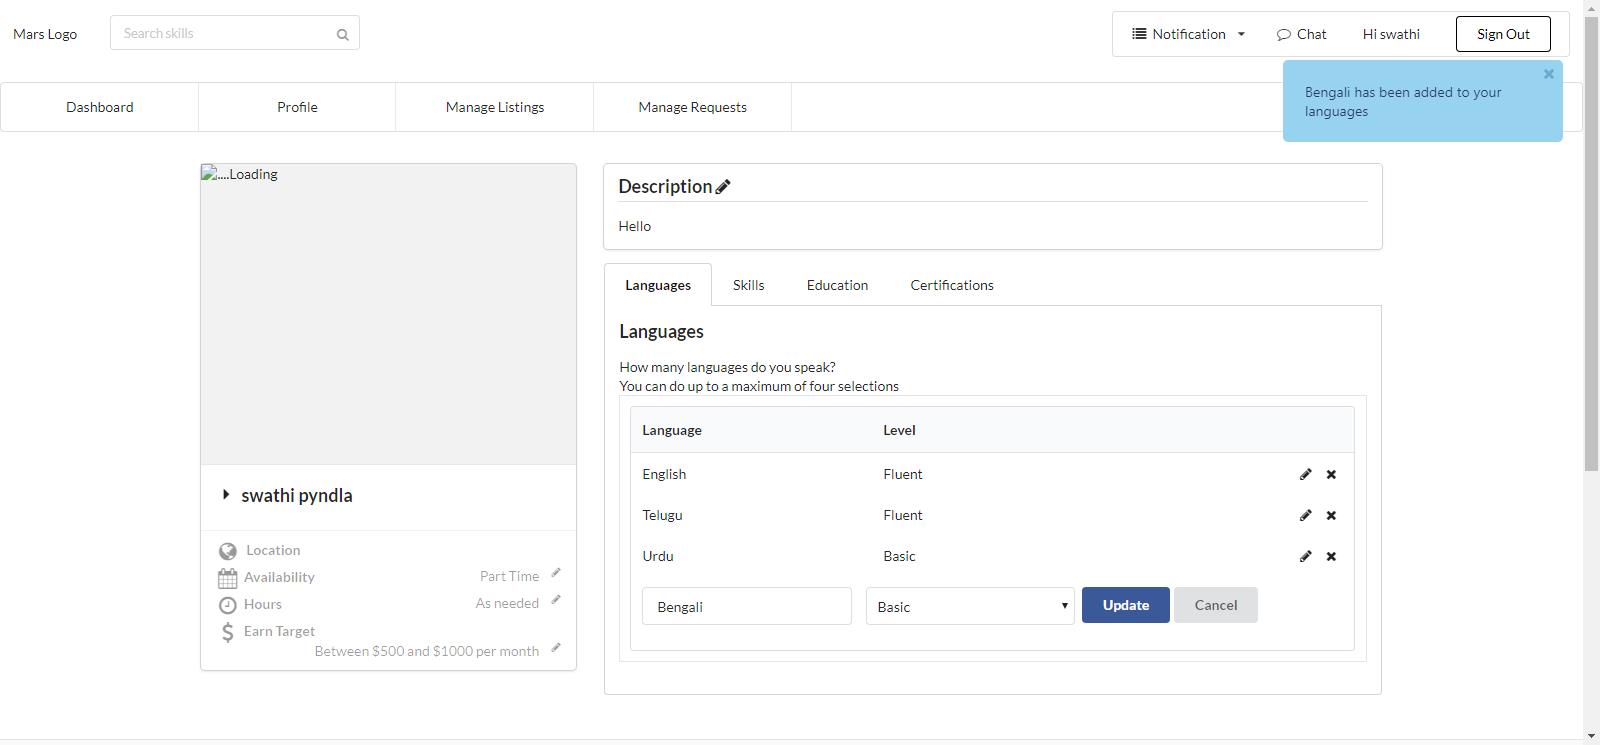 Mars Logo
Search skills
Notification
Chat
Hi swathi
Sign Out
Dashboard
Profile
Manage Listings
Manage Requests
Bengali has been added to your
languages
....Loading
swathi pyndla
Location
Availability
Part Time
Hours
As needed
Earn Target
Between $500 and $1000 per month
Description
Hello
Languages
Skills
Education
Certifications
Languages
How many languages do you speak?
You can do up to a maximum of four selections
Language Level
English Fluent
Telugu Fluent
Urdu Basic
Bengali Basic Update Cancel